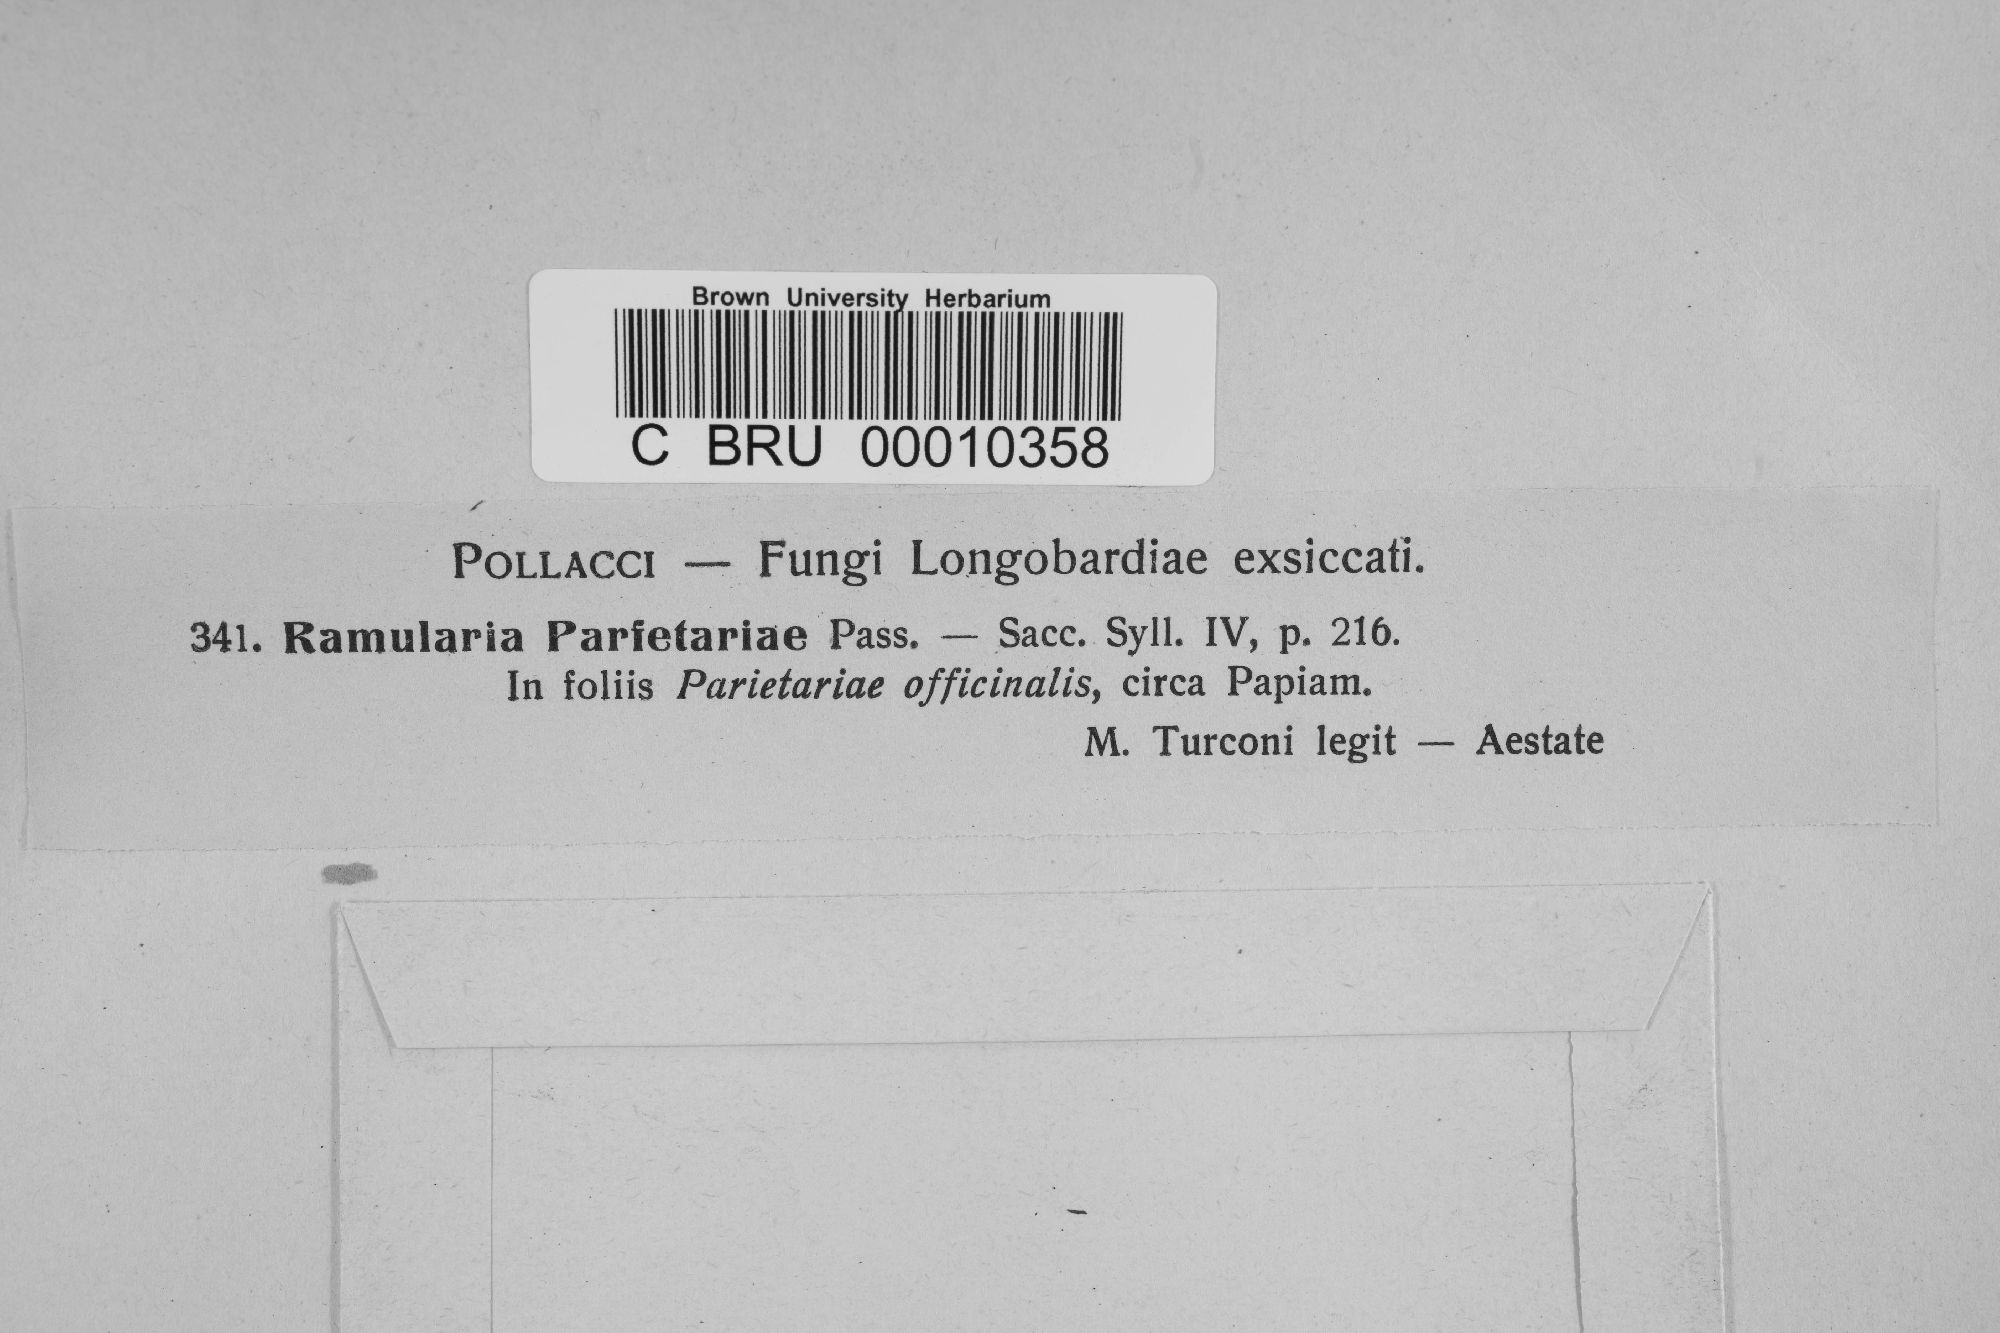 Brown University Herbarium
C BRU 00010358
POLLACCI — Fungi Longobardiae exsiccati.
341. Ramularia Parietariae Pass. — Sacc. Syll. IV, p. 216.
In foliis Parietariae officinalis, circa Papiam.
M. Turconi legit — Aestate